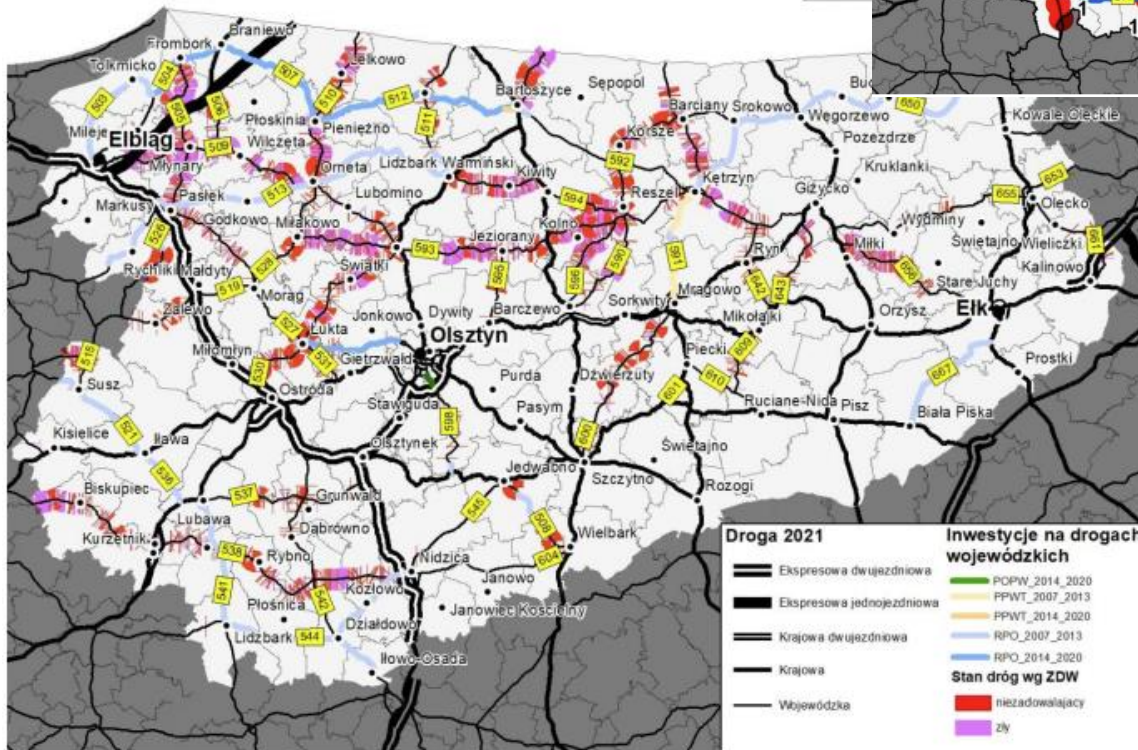 1
1
Braniewo
Frombork
Tolkmicko
Lelkowo
504
507
503
505
506
510
512
511
Bartoszyce
Sępopol
650
Płoskinia
Pieniężno
Barciany
Srokowo
Węgorzewo
Kowale Oleckie
Elbląg
509
Wilczęta
Korsze
592
Pozezdrze
Młynary
Orneta
Lidzbark Warmiński
Kiwity
Kruklanki
Markusy
Pasłęk
513
Lubomino
594
Reszel
Kętrzyn
Giżycko
655
653
Olecko
526
Godkowo
Miłakowo
Kolno
Wydminy
593
Jeziorany
Ryn
Miłki
Świętajno
Wieliczki
661
Rychliki
Małdyty
528
Świątki
595
596
590
591
642
643
656
Kalinowo
519
Morąg
Stare Juchy
Zalewo
527
Jonkowo
Dywity
Barczewo
Sorkwity
Mrągowo
Mikołajki
Orzysz
Ełk
Łukta
Olsztyn
515
Miłomłyn
530
531
Gietrzwałd
Piecki
609
Prostki
Susz
Ostróda
Purda
Dźwierzuty
610
667
Stawiguda
598
Pasym
601
Ruciane-Nida
Pisz
Biała Piska
521
Kisielice
Iława
Olsztynek
600
Świętajno
536
Jedwabno
Szczytno
Rozogi
Biskupiec
537
Grunwald
545
Lubawa
Dąbrówno
508
Wielbark
Kurzętnik
538
Rybno
Nidzica
604
541
Kozłowo
Janowo
Płośnica
542
Janowiec Kościelny
Działdowo
Lidzbark
544
Iłowo-Osada
Droga 2021
Ekspresowa dwujezdniowa
Ekspresowa jednojezdniowa
Krajowa dwujezdniowa
Krajowa
Wojewódzka
Inwestycje na drogach
wojewódzkich
POPW_2014_2020
PPWT_2007_2013
PPWT_2014_2020
RPO_2007_2013
RPO_2014_2020
Stan dróg wg ZDW
niezadowalajacy
zły